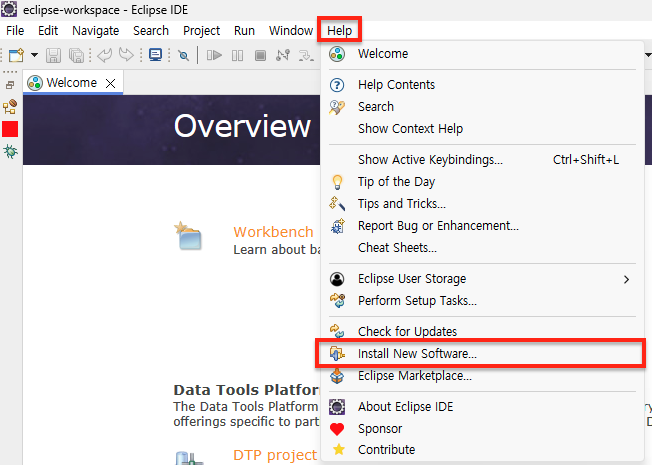 eclipse-workspace - Eclipse IDE
File Edit Navigate Search Project Run Window Help
Welcome
Overview
Workbench
Learn about
Data Tools Platfor
The Data Tools Platform
offerings specific to part
DTP project
Welcome
Help Contents
Search
Show Context Help
Show Active Keybindings... Ctrl+Shift+L
Tip of the Day
Tips and Tricks...
Report Bug or Enhancement...
Cheat Sheets...
Eclipse User Storage
Perform Setup Tasks...
Check for Updates
Install New Software...
Eclipse Marketplace...
About Eclipse IDE
Sponsor
Contribute